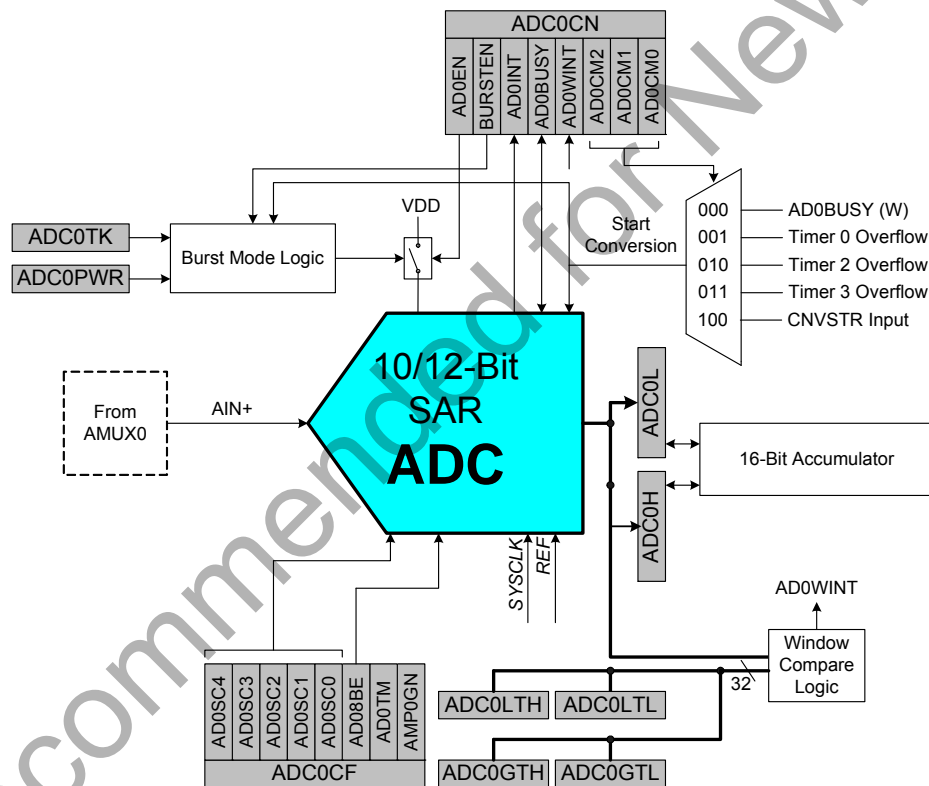 ADC0CN
AD0EN
BURSTEN
AD0INT
AD0BUSY
AD0WINT
AD0CM2
AD0CM1
AD0CM0
VDD
Start
Conversion
000
AD0BUSY (W)
001
Timer 0 Overflow
010
Timer 2 Overflow
011
Timer 3 Overflow
100
CNVSTR Input
ADC0TK
ADC0PWR
Burst Mode Logic
10/12-Bit
SAR
ADC
From
AMUX0
AIN+
ADC0L
ADC0H
16-Bit Accumulator
SYSCLK
REF
AD0WINT
Window
Compare
Logic
32
AD0SC4
AD0SC3
AD0SC2
AD0SC1
AD0SC0
AD08BE
AD0TM
AMP0GN
ADC0CF
ADC0LTH
ADC0LTL
ADC0GTH
ADC0GTL
commended for New